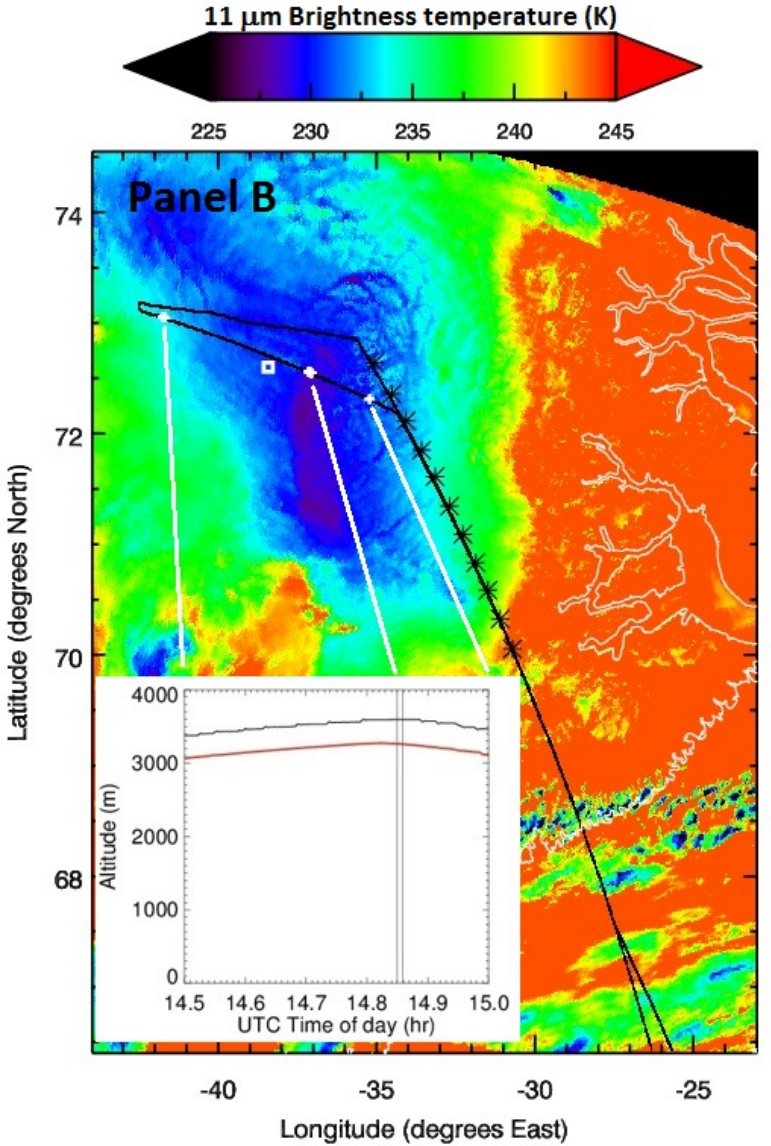 11 μm Brightness temperature (K)
225 230 235 240 245
Panel B
74
72
70
68
Latitude (degrees North)
4000
3000
2000
1000
0
Altitude (m)
14.5 14.6 14.7 14.8 14.9 15.0
UTC Time of day (hr)
-40 -35 -30 -25
Longitude (degrees East)